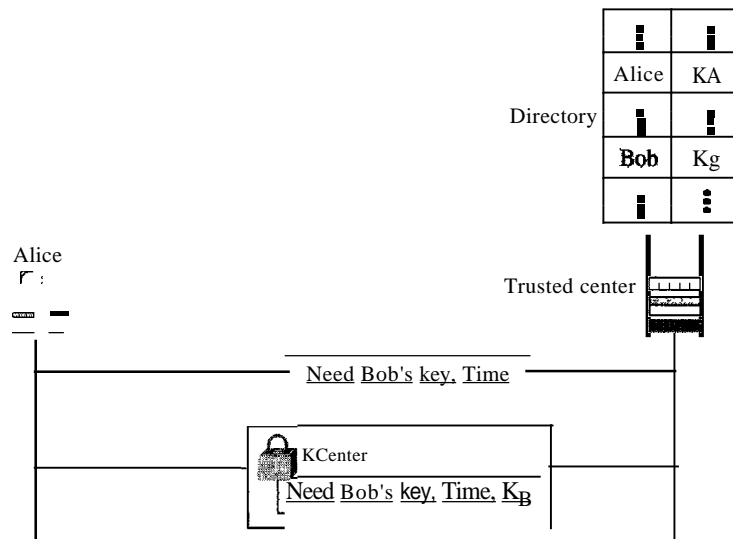 Alice KA
Directory
Bob Kg
Alice
Trusted center
Need Bob's key, Time
KCenter
Need Bob's key, Time, KB